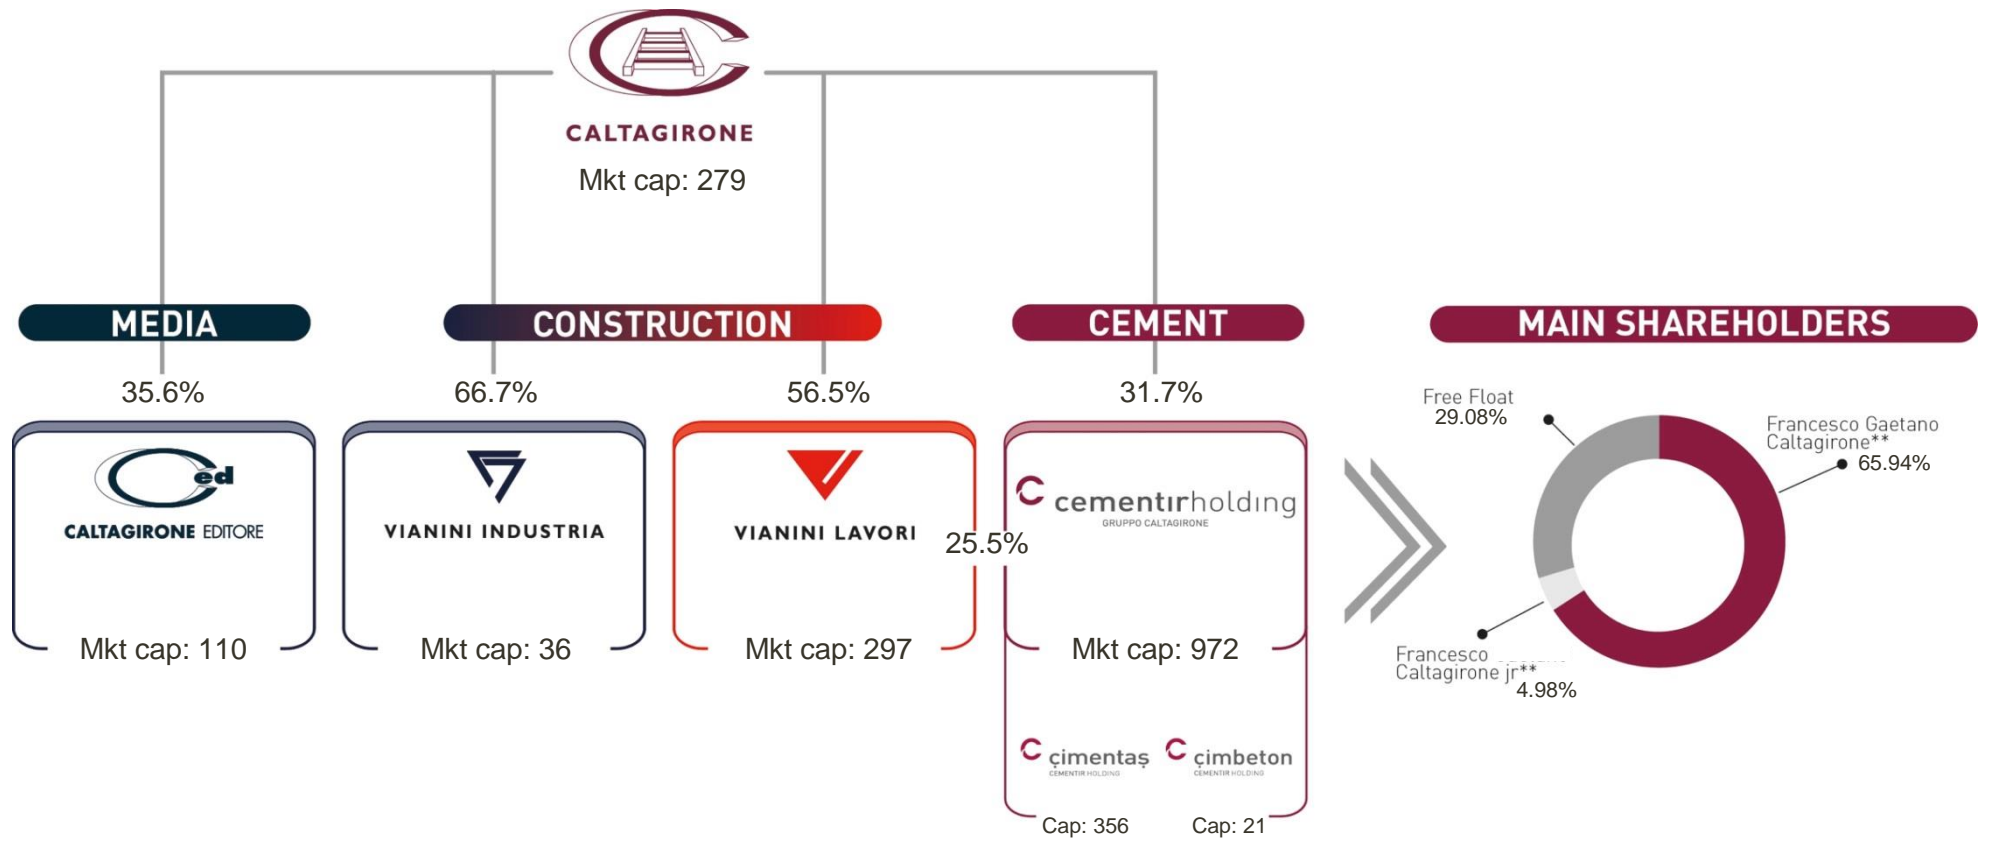 CALTAGIRONE
Mkt cap: 279
MEDIA
CONSTRUCTION
CEMENT
MAIN SHAREHOLDERS
35.6%
66.7%
56.5%
31.7%
ed
CALTAGIRONE EDITORE
VIANINI INDUSTRIA
VIANINI LAVORI
25.5%
cementırholdıng
GRUPPO CALTAGIRONE
Mkt cap: 110
Mkt cap: 36
Mkt cap: 297
Mkt cap: 972
çimentaş
CEMENTIR HOLDING
çimbeton
CEMENTIR HOLDING
Cap: 356
Cap: 21
Free Float
29.08%
Francesco Gaetano
Caltagirone**
65.94%
Francesco
Caltagirone jr**
4.98%